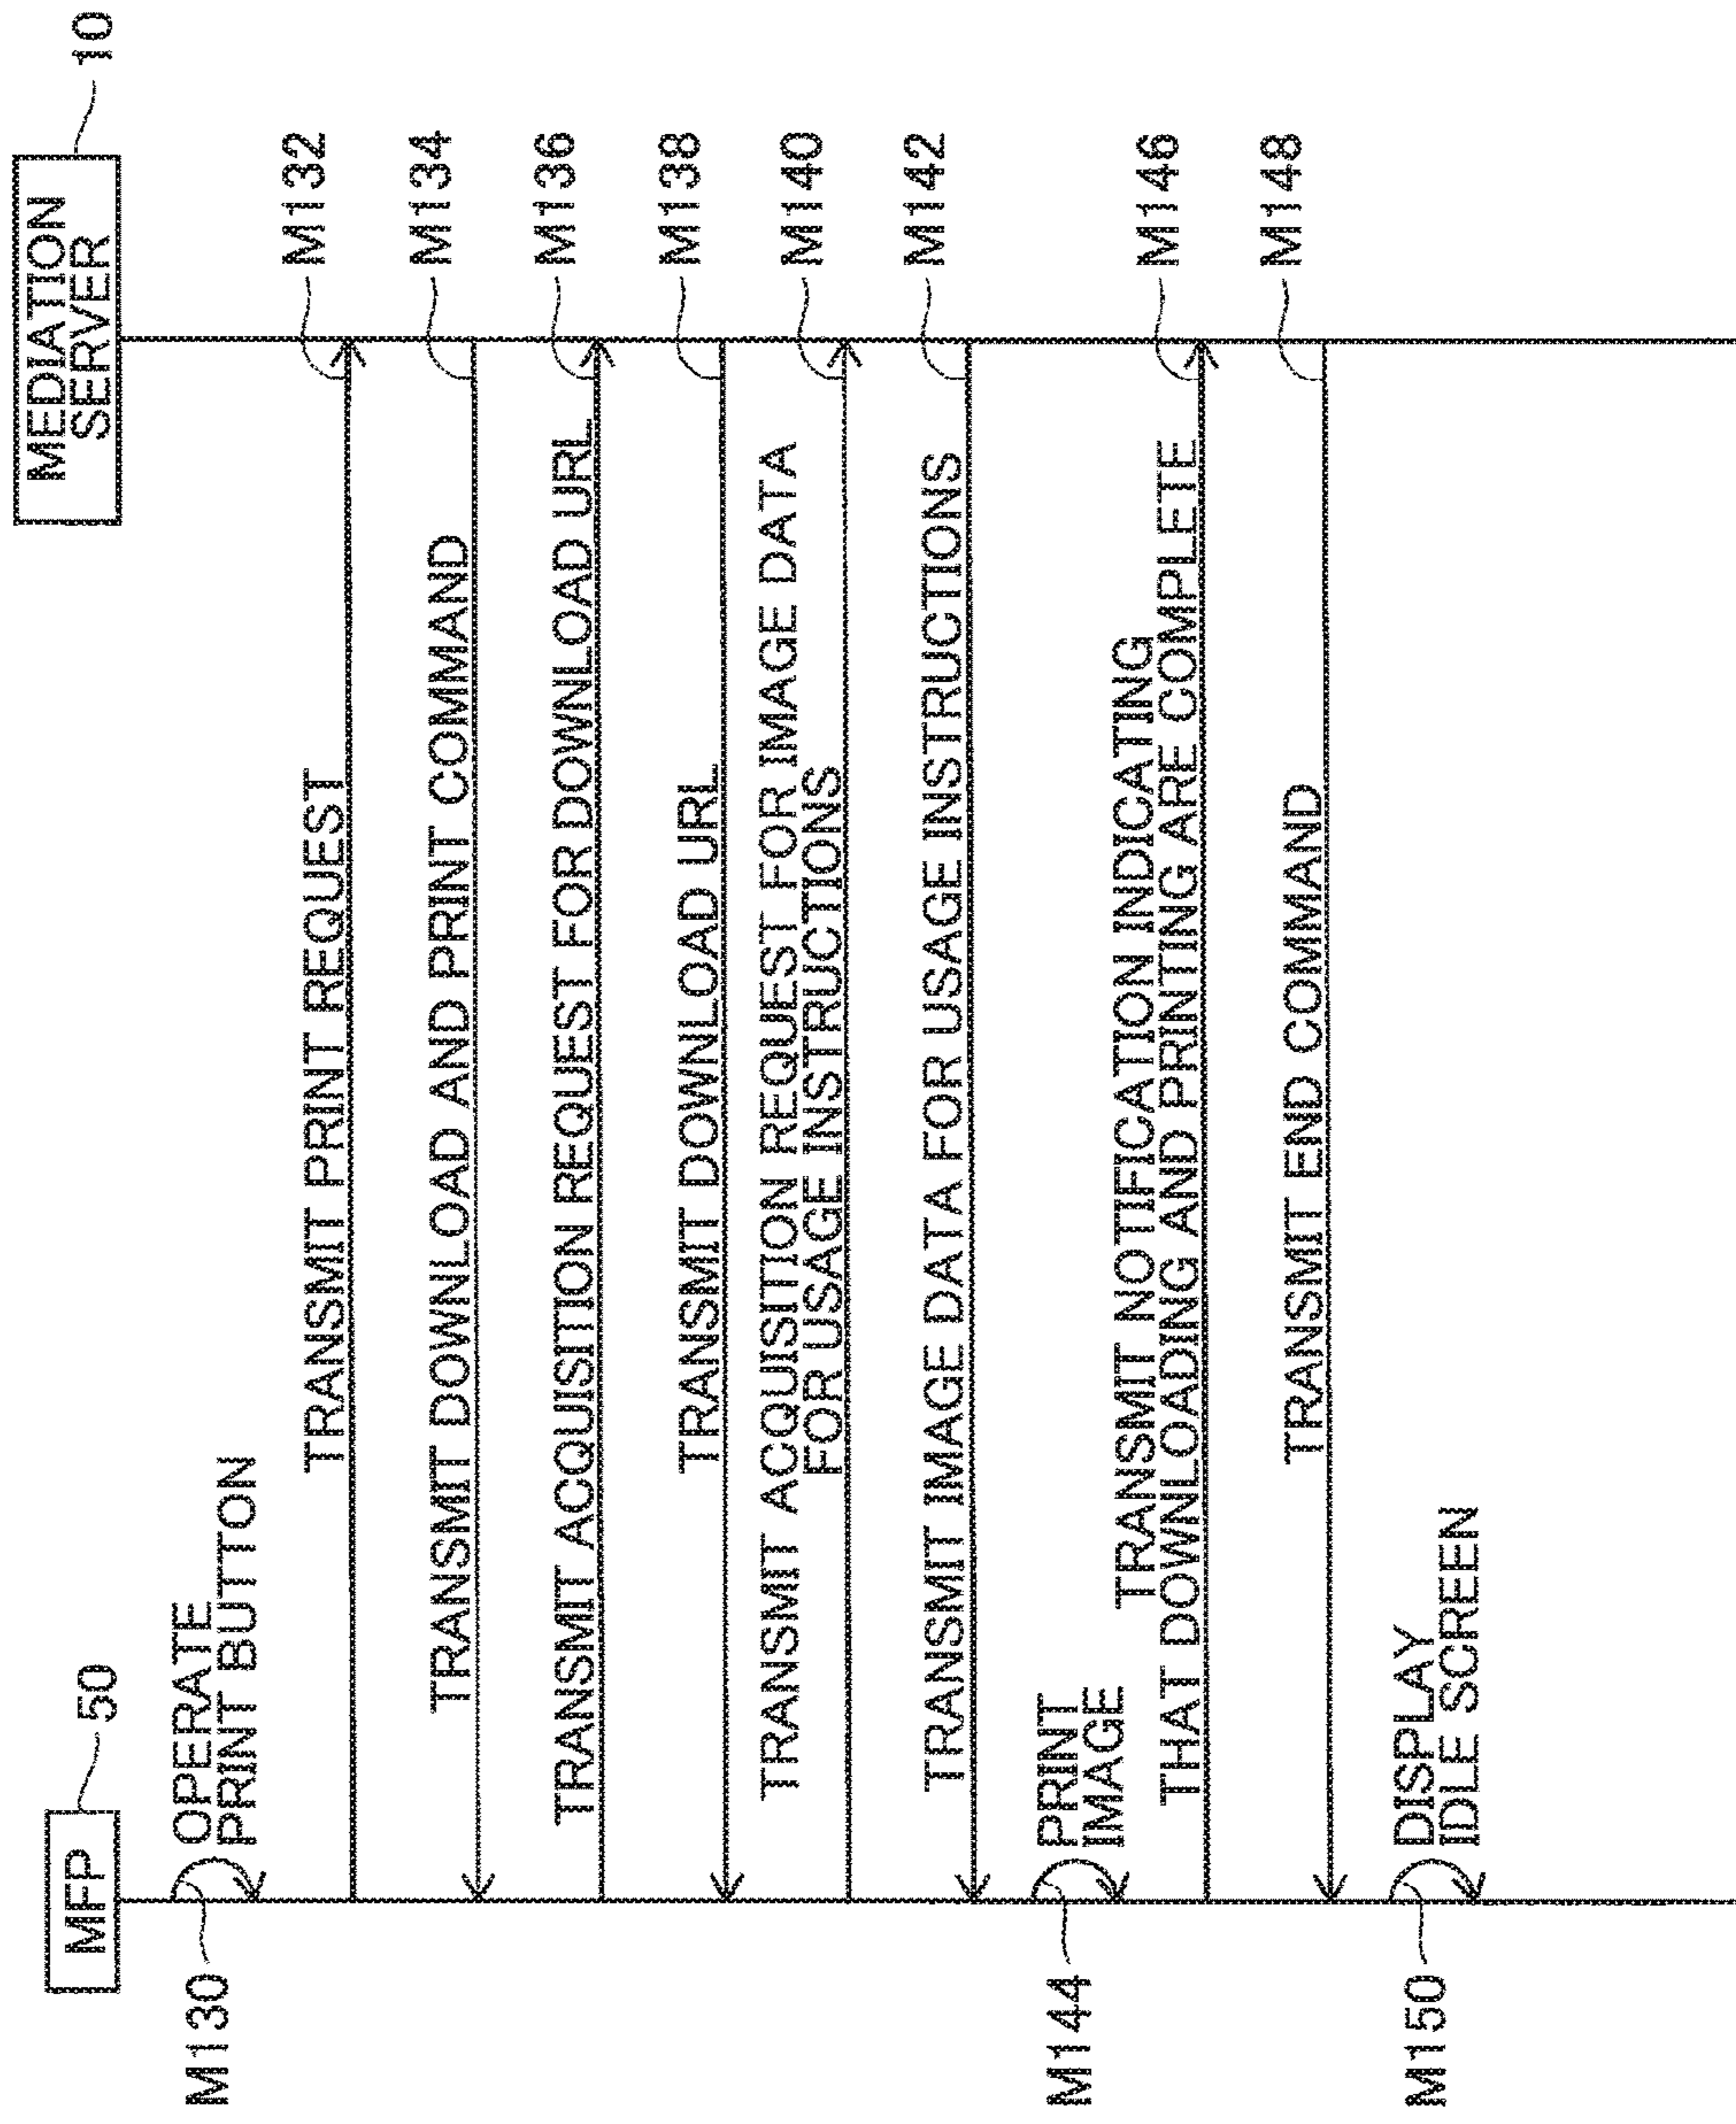 MFP
50
MEDIATION
SERVER
10
M130
OPERATE
PRINT BUTTON
TRANSMIT PRINT REQUEST
M132
TRANSMIT DOWNLOAD AND PRINT COMMAND
M134
TRANSMIT ACQUISITION REQUEST FOR DOWNLOAD URL
M136
TRANSMIT DOWNLOAD URL
M138
TRANSMIT ACQUISITION REQUEST FOR IMAGE DATA
FOR USAGE INSTRUCTIONS
M140
TRANSMIT IMAGE DATA FOR USAGE INSTRUCTIONS
M142
M144
PRINT
IMAGE
TRANSMIT NOTIFICATION INDICATING
THAT DOWNLOADING AND PRINTING ARE COMPLETE
M146
TRANSMIT END COMMAND
M148
M150
DISPLAY
IDLE SCREEN